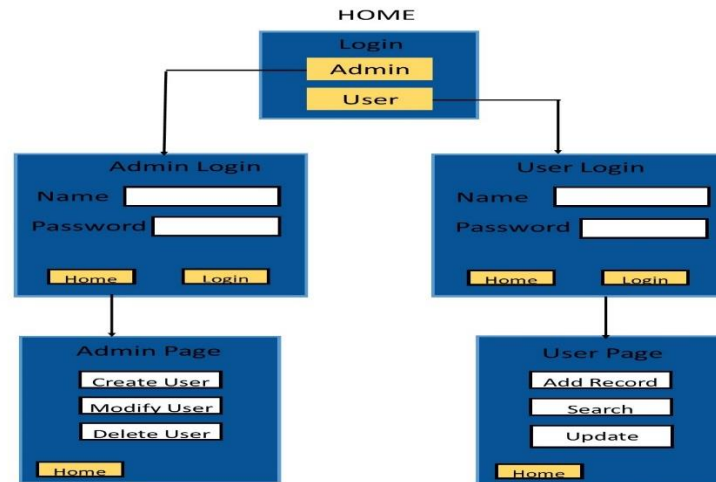 HOME
Login
Admin
User
Admin Login
Name
Password
Home Login
User Login
Name
Password
Home Login
Admin Page
Create User
Modify User
Delete User
Home
User Page
Add Record
Search
Update
Home